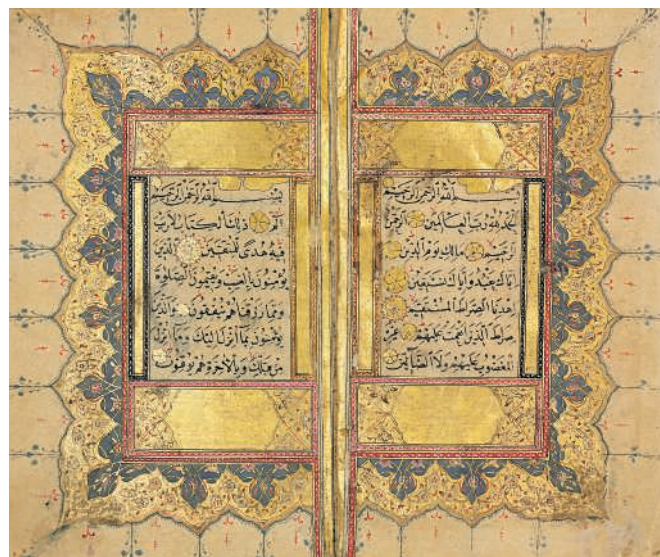 بسم الله الرحمن الرحيم
الحمد لله رب العالمين الرحمن
الرحيم مالك يوم الدين
اياك نعبد واياك نستعين
اهدنا الصراط المستقيم
صراط الذين انعمت عليهم غير
المغضوب عليهم ولا الضالين
بسم الله الرحمن الرحيم
الم ذلك الكتاب لا ريب
فيه هدى للمتقين الذين
يؤمنون بالغيب ويقيمون الصلوة
ومما رزقناهم ينفقون والذين
يؤمنون بما انزل اليك وما انزل
من قبلك وبالاخرة هم يوقنون